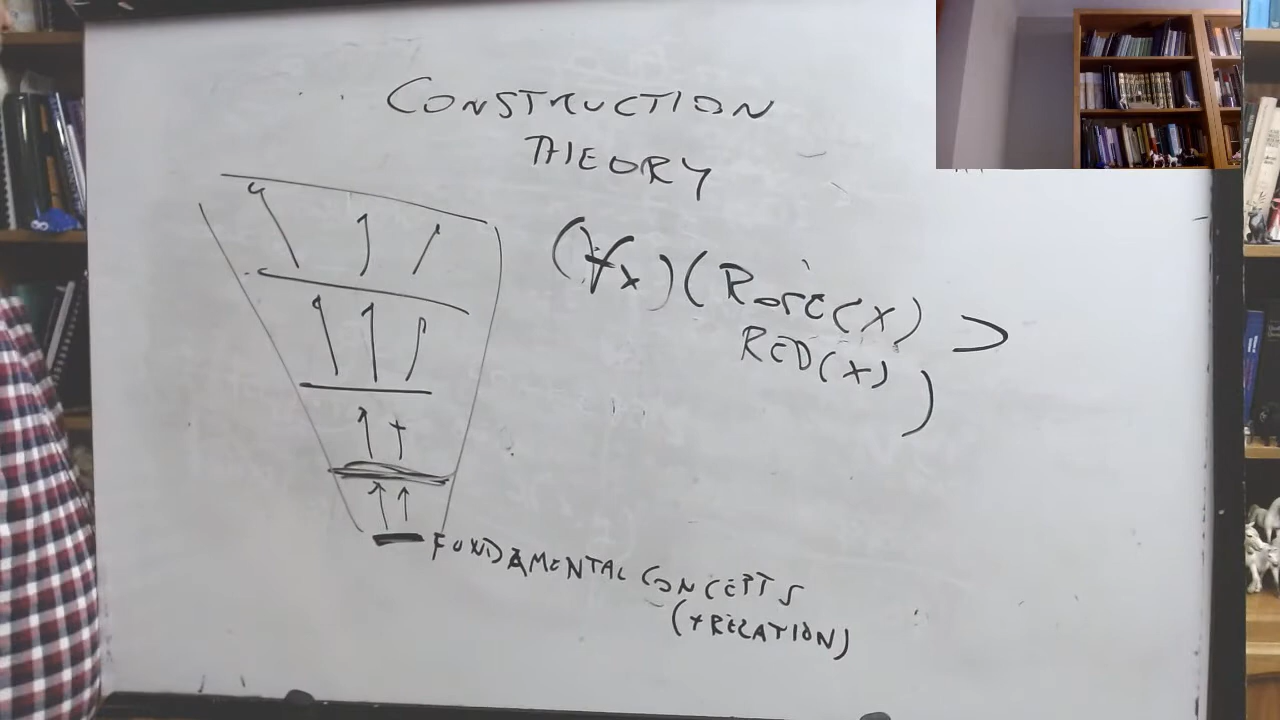 CONSTRUCTION
THEORY
(∀x)(ROSE(X) ⊃
RED(X))
FUNDAMENTAL CONCEPTS
(+RELATION)